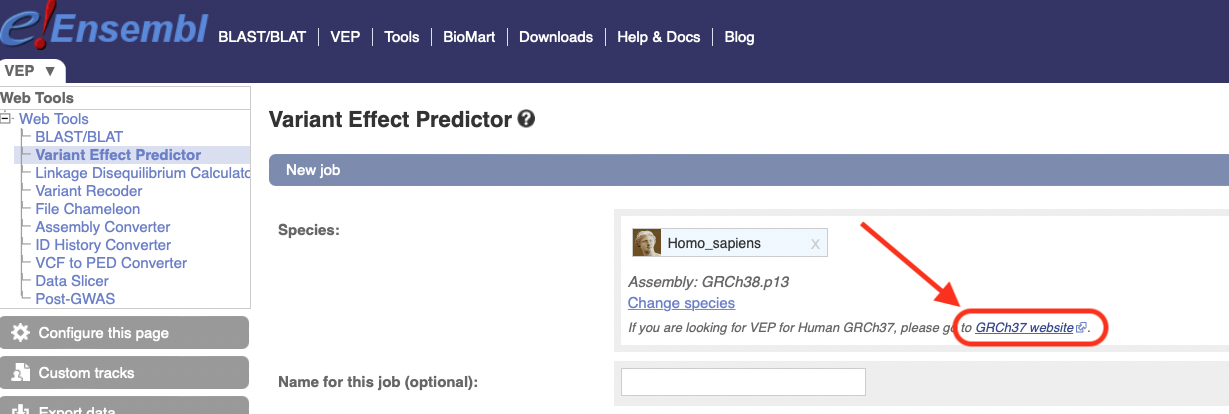 e!Ensembl BLAST/BLAT VEP Tools BioMart Downloads Help & Docs Blog
VEP ▼
Web Tools
Web Tools
BLAST/BLAT
Variant Effect Predictor
Linkage Disequilibrium Calculato
Variant Recoder
File Chameleon
Assembly Converter
ID History Converter
VCF to PED Converter
Data Slicer
Post-GWAS
Configure this page
Custom tracks
Export data
Variant Effect Predictor ?
New job
Species:
Homo_sapiens x
Assembly: GRCh38.p13
Change species
If you are looking for VEP for Human GRCh37, please go to GRCh37 website.
Name for this job (optional):